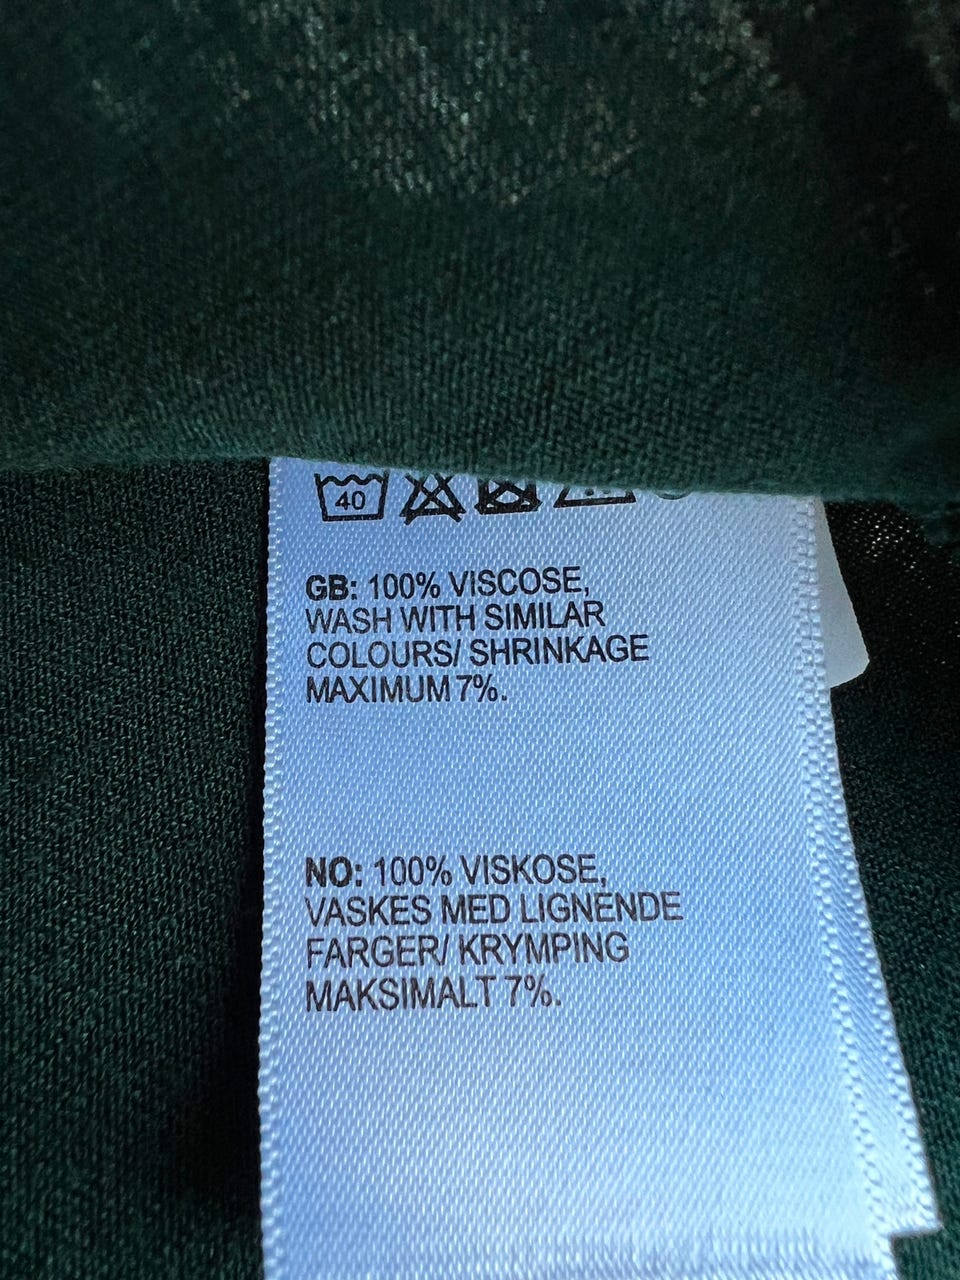 40
GB: 100% VISCOSE,
WASH WITH SIMILAR
COLOURS/ SHRINKAGE
MAXIMUM 7%.
NO: 100% VISKOSE,
VASKES MED LIGNENDE
FARGER/ KRYMPING
MAKSIMALT 7%.